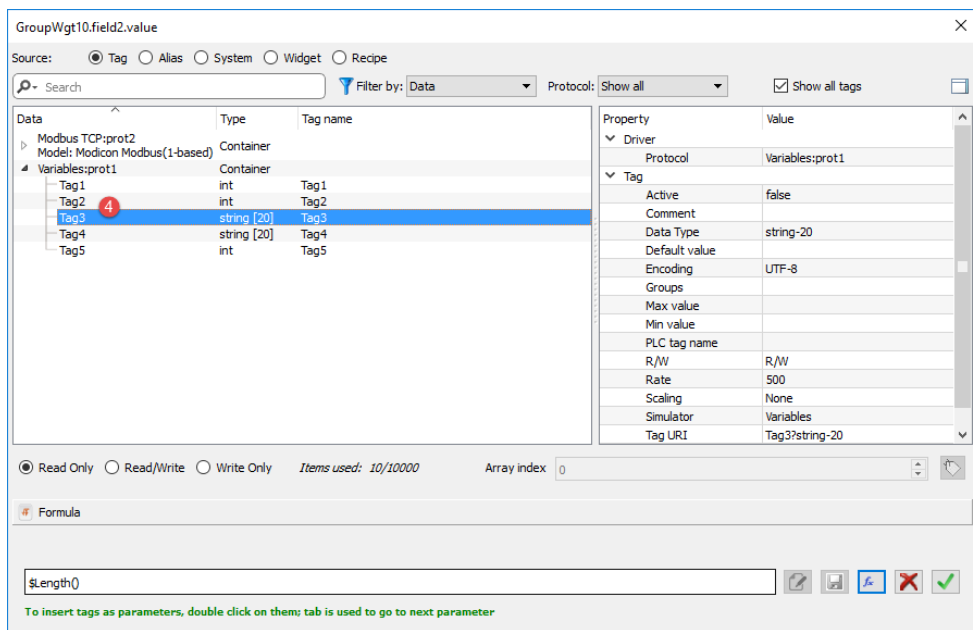 GroupWgt10.field2.value
Source: Tag Alias System Widget Recipe
Search Filter by: Data Protocol: Show all Show all tags
Data Type Tag name
Modbus TCP:prot2
Model: Modicon Modbus(1-based) Container
Variables:prot1 Container
Tag1 int Tag1
Tag2 int Tag2
4
Tag3 string [20] Tag3
Tag4 string [20] Tag4
Tag5 int Tag5
Property Value
Driver
Protocol Variables:prot1
Tag
Active false
Comment
Data Type string-20
Default value
Encoding UTF-8
Groups
Max value
Min value
PLC tag name
R/W R/W
Rate 500
Scaling None
Simulator Variables
Tag URI Tag3?string-20
Read Only Read/Write Write Only Items used: 10/10000 Array index 0
Formula
$Length()
fx
To insert tags as parameters, double click on them; tab is used to go to next parameter